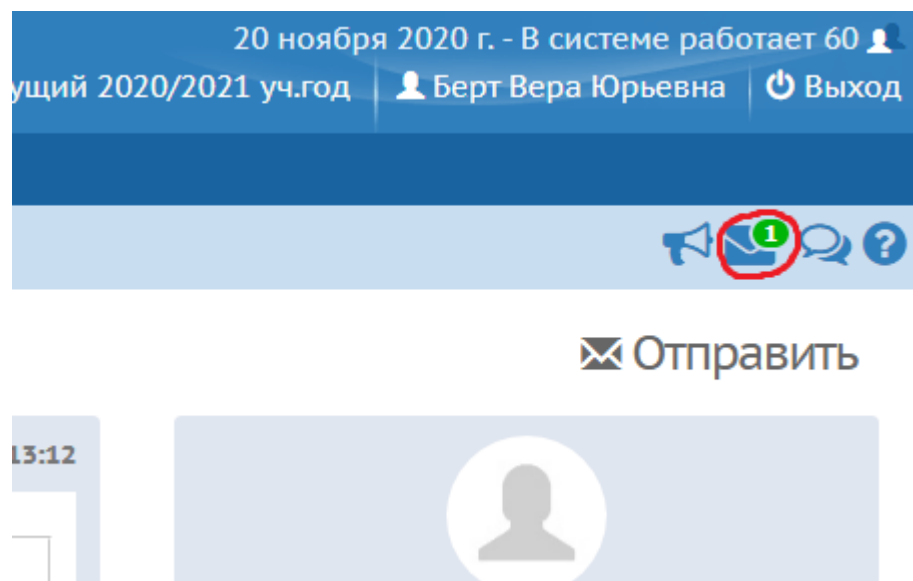 20 ноября 2020 г. - В системе работает 60
ущий 2020/2021 уч.год Берт Вера Юрьевна Выход
1
Отправить
13:12